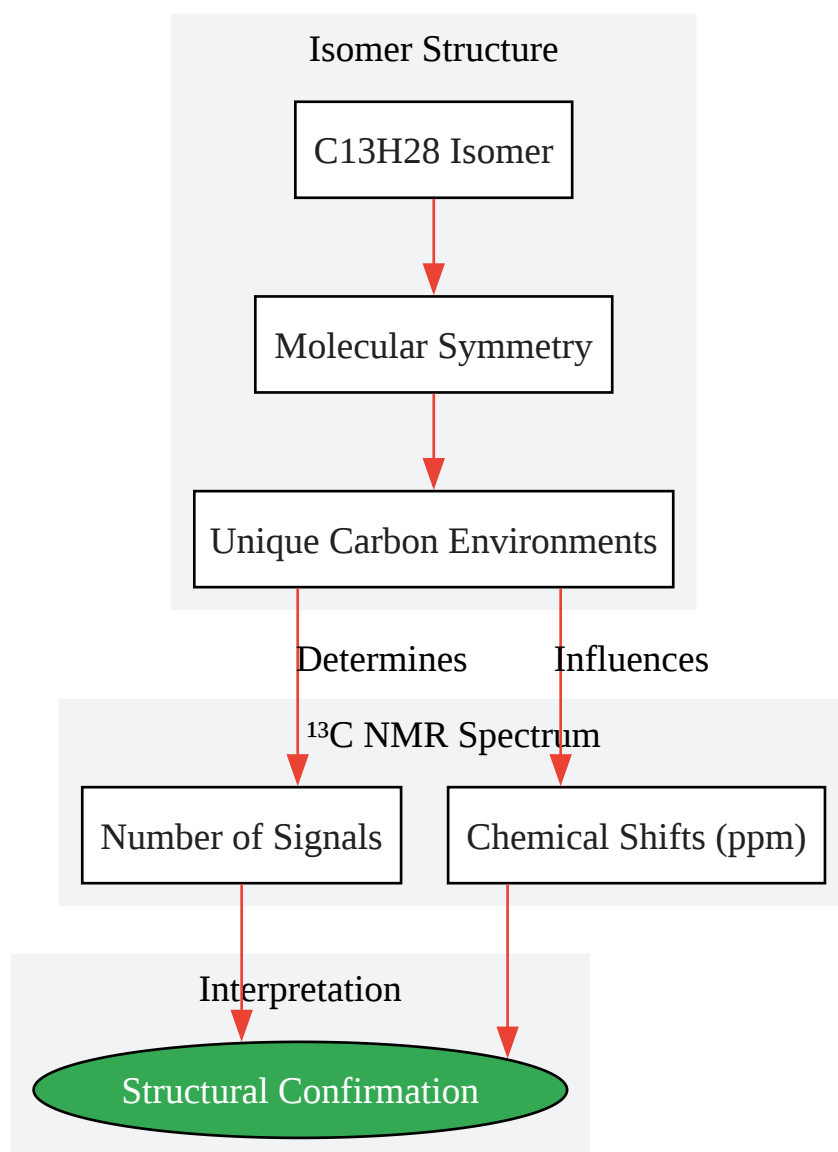 Isomer Structure
C13H28 Isomer
Molecular Symmetry
Unique Carbon Environments
Determines
Influences
¹³C NMR Spectrum
Number of Signals
Chemical Shifts (ppm)
Interpretation
Structural Confirmation